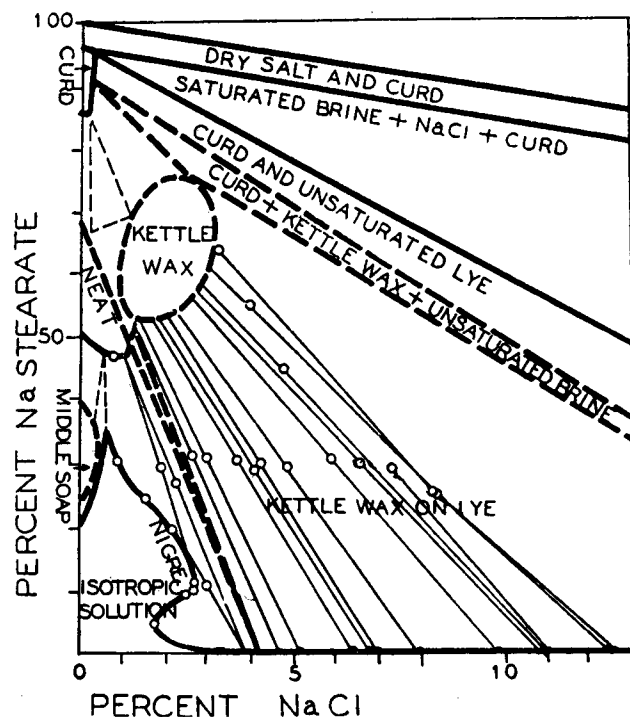 100
CURD
DRY SALT AND CURD
SATURATED BRINE + NaCl + CURD
CURD AND UNSATURATED LYE
CURD + KETTLE WAX + UNSATURATED BRINE
KETTLE
WAX
NEAT
PERCENT Na STEARATE
50
MIDDLE SOAP
KETTLE WAX ON LYE
NIGRE
ISOTROPIC
SOLUTION
0 5 10
PERCENT NaCl